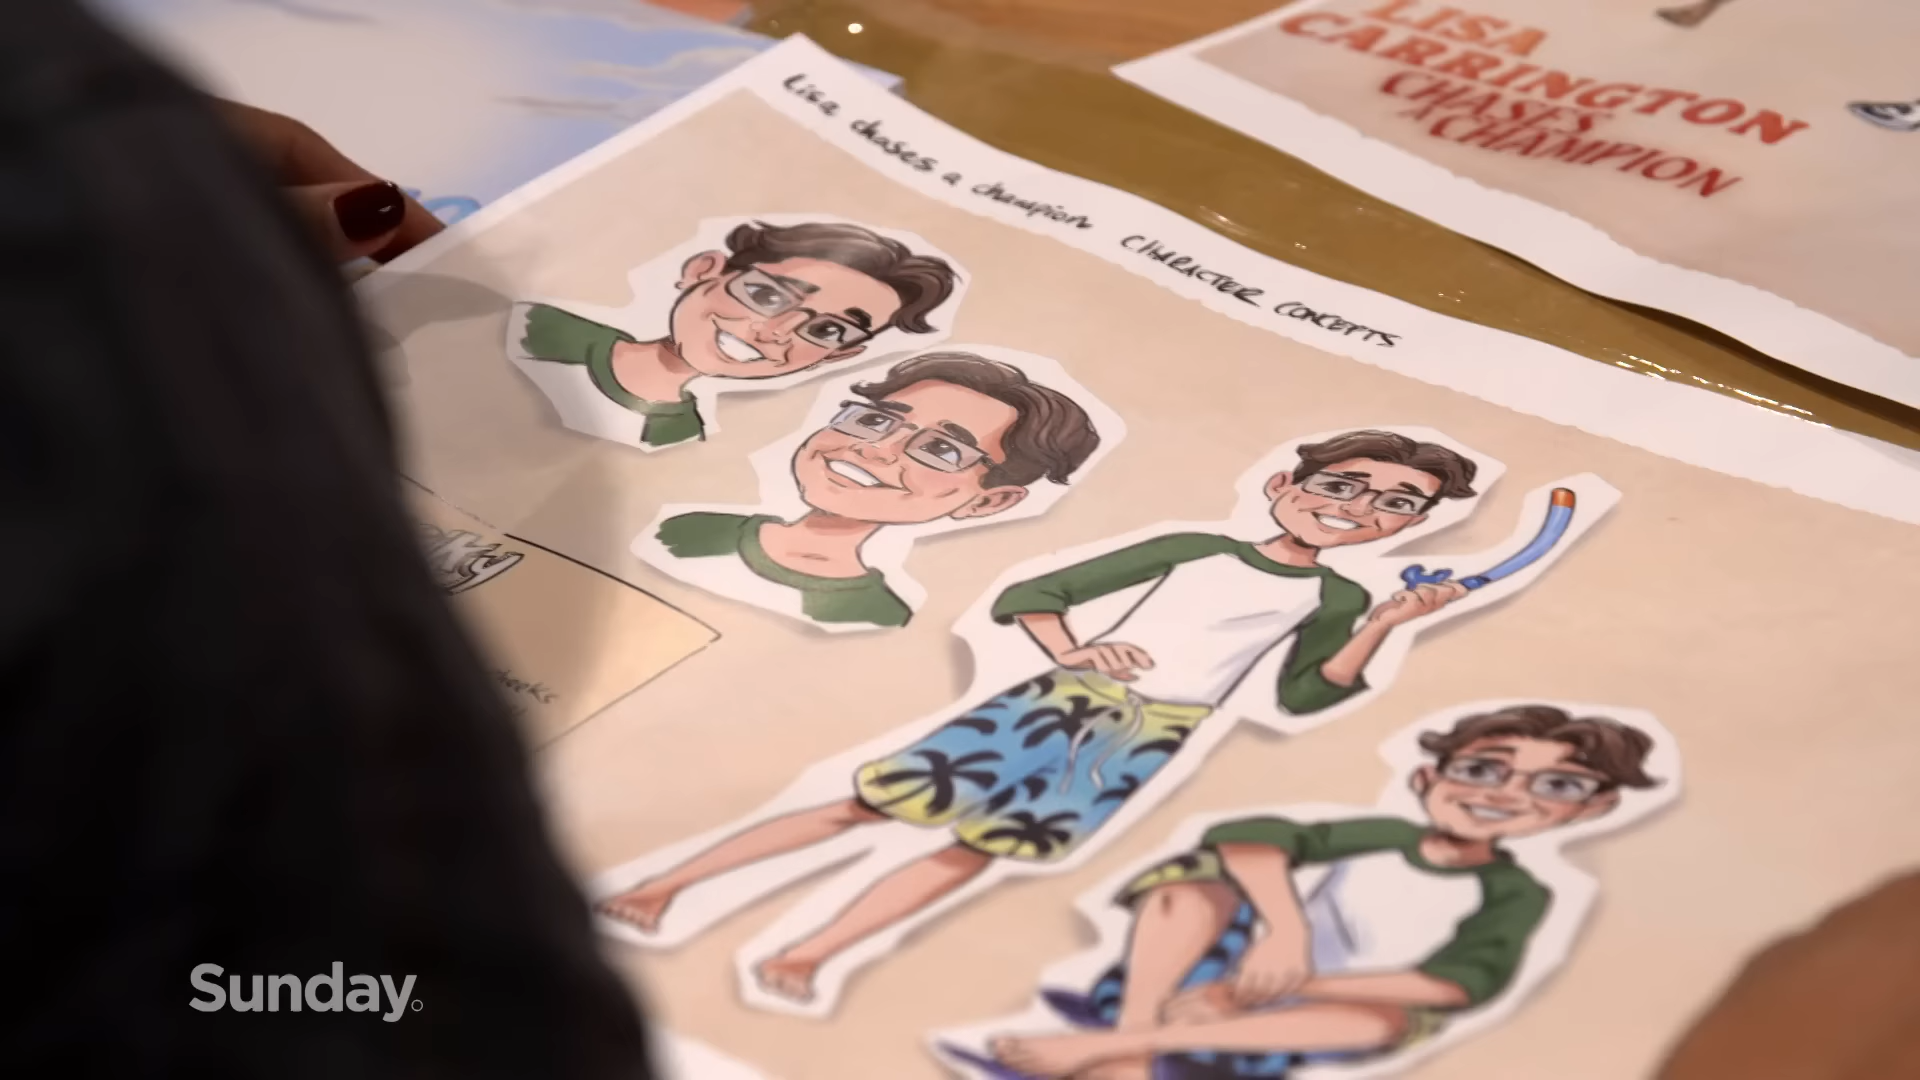 LISA
CARRINGTON
CHASES
A CHAMPION
Lisa chases a champion CHARACTER CONCEPTS
Sunday.